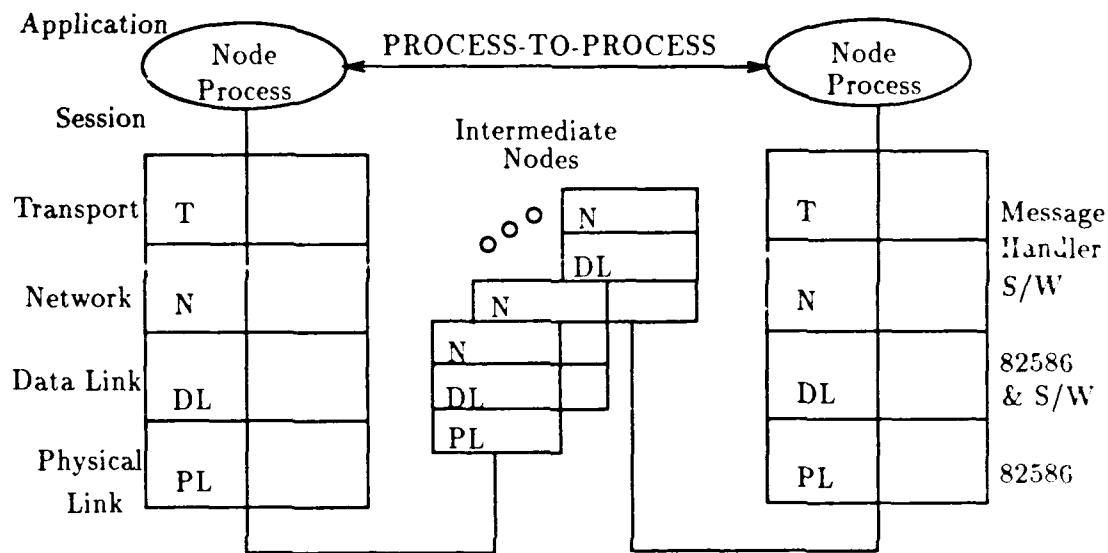 Application
Node
Process
PROCESS-TO-PROCESS
Node
Process
Session
Intermediate
Nodes
Transport
T
N
T
Message
Handler
DL
Network
N
N
N
S/W
N
Data Link
DL
DL
DL
82586
& S/W
PL
Physical
Link
PL
PL
82586